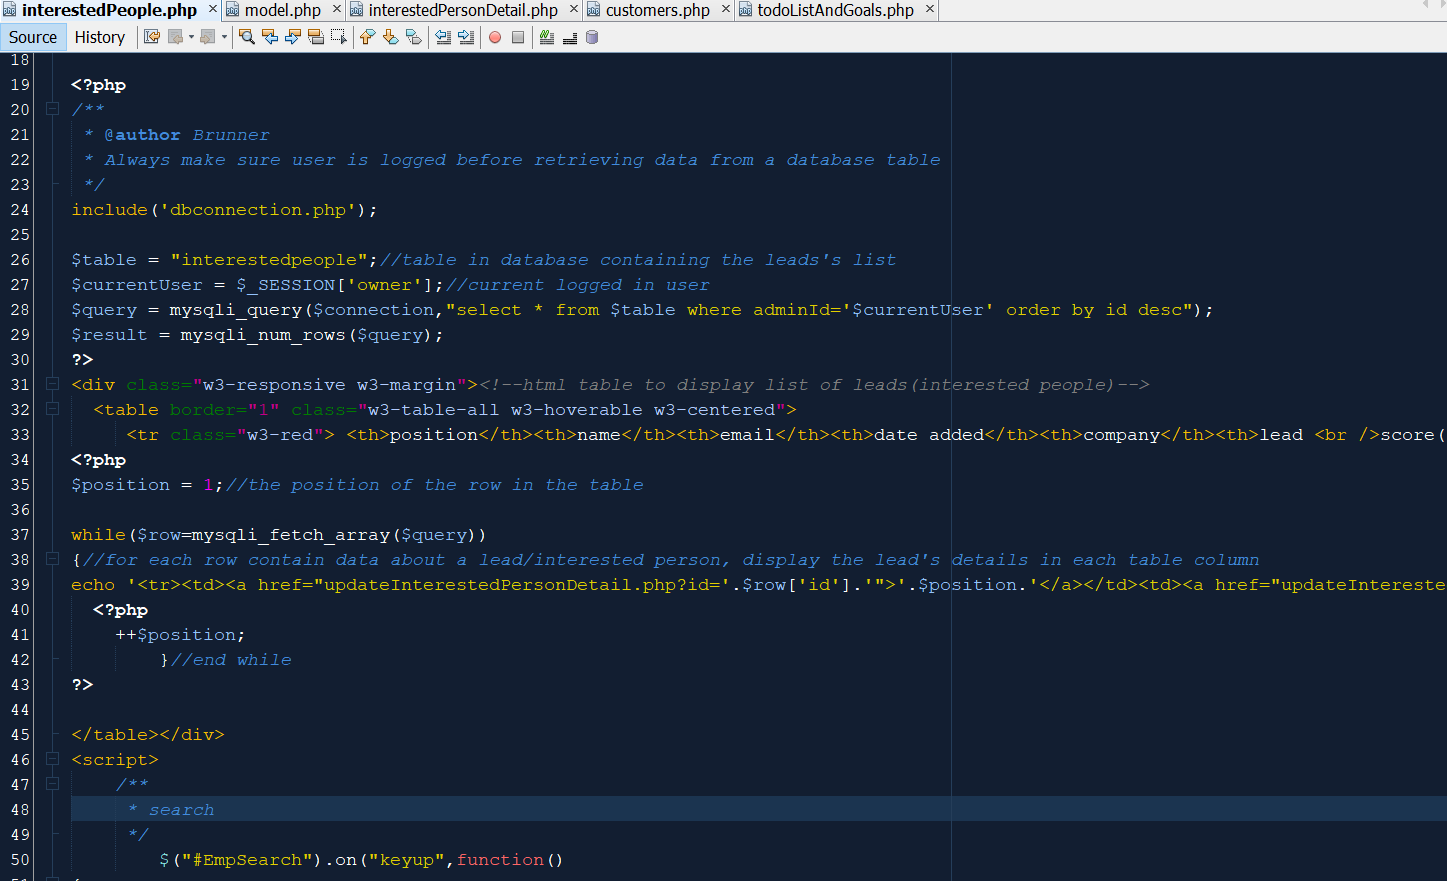 interestedPeople.php × model.php × interestedPersonDetail.php × customers.php × todoListAndGoals.php ×
Source History
18
19 <?php
20 /**
21 * @author Brunner
22 * Always make sure user is logged before retrieving data from a database table
23 */
24 include('dbconnection.php');
25
26 $table = "interestedpeople";//table in database containing the leads's list
27 $currentUser = $_SESSION['owner'];//current logged in user
28 $query = mysqli_query($connection,"select * from $table where adminId='$currentUser' order by id desc");
29 $result = mysqli_num_rows($query);
30 ?>
31 <div class="w3-responsive w3-margin"><!--html table to display list of leads(interested people)-->
32 <table border="1" class="w3-table-all w3-hoverable w3-centered">
33 <tr class="w3-red"> <th>position</th><th>name</th><th>email</th><th>date added</th><th>company</th><th>lead <br />score(
34 <?php
35 $position = 1;//the position of the row in the table
36
37 while($row=mysqli_fetch_array($query))
38 {//for each row contain data about a lead/interested person, display the lead's details in each table column
39 echo '<tr><td><a href="updateInterestedPersonDetail.php?id='.$row['id'].'">'.$position.'</a></td><td><a href="updateIntereste
40 <?php
41 ++$position;
42 }//end while
43 ?>
44
45 </table></div>
46 <script>
47 /**
48 * search
49 */
50 $("#EmpSearch").on("keyup",function()